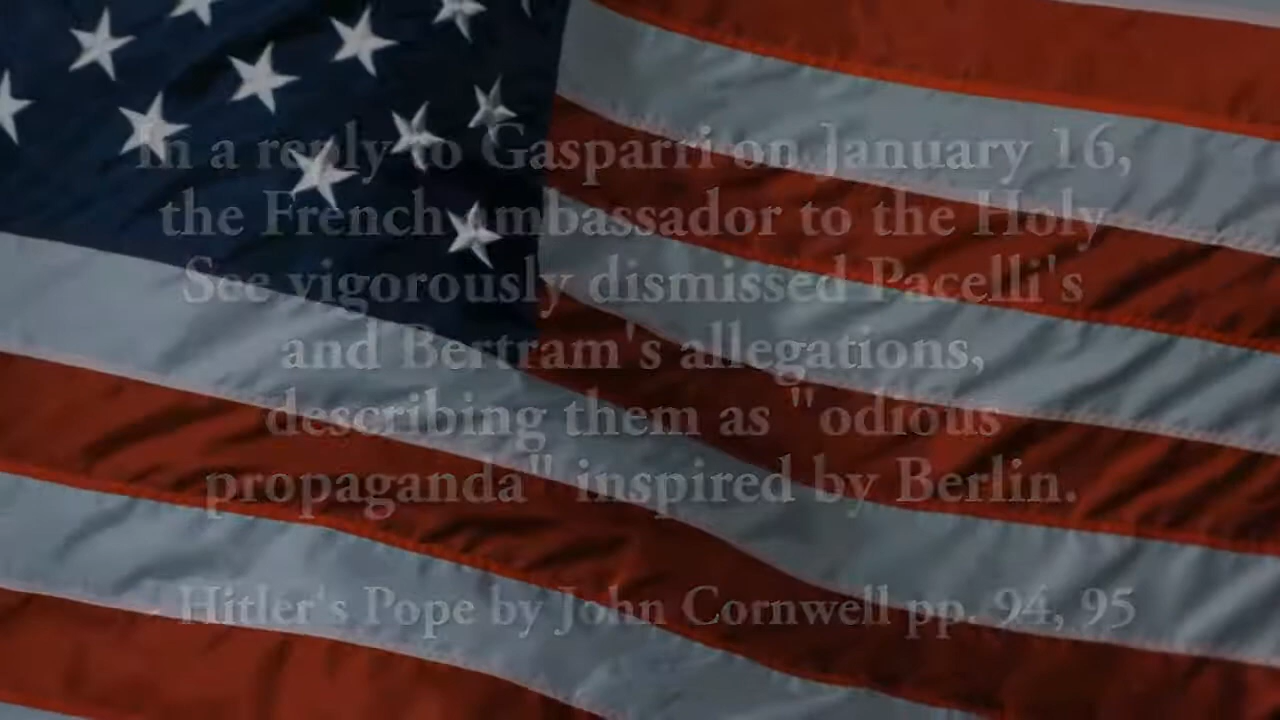 In a reply to Gasparri on January 16,
the French ambassador to the Holy
See vigorously dismissed Pacelli's
and Bertram's allegations,
describing them as "odious
propaganda" inspired by Berlin.
Hitler's Pope by John Cornwell pp. 94, 95